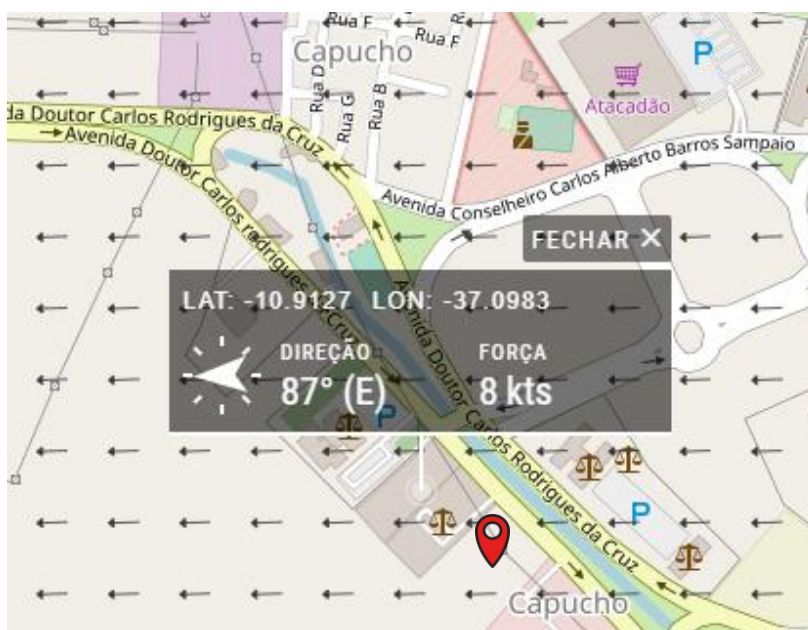 Rua F
Rua F
Capucho
P
Rua D
Rua G
Rua B
Atacadão
da Doutor Carlos Rodrigues da Cruz
Avenida Doutor Carlos rodrigues da Cruz
Avenida Conselheiro Carlos Alberto Barros Sampaio
FECHAR ×
LAT: -10.9127 LON: -37.0983
DIREÇÃO
FORÇA
87° (E)
8 kts
Avenida Doutor Carlos Rodrigues da Cruz
P
P
Capucho